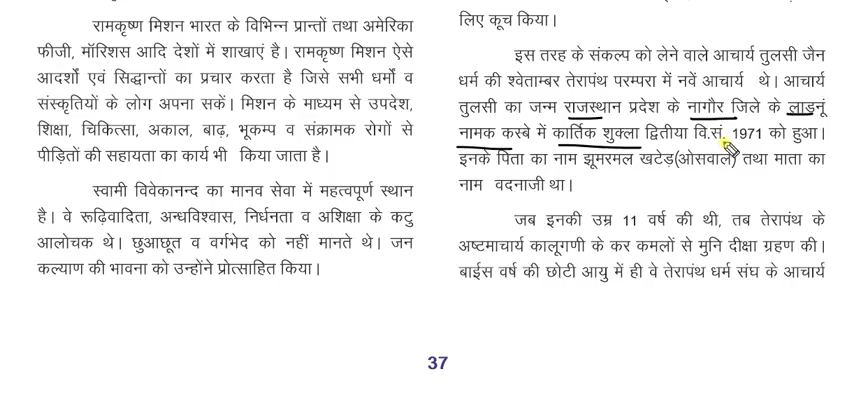 रामकृष्ण मिशन भारत के विभिन्न प्रान्तों तथा अमेरिका
फीजी, मॉरिशस आदि देशों में शाखाएं है। रामकृष्ण मिशन ऐसे
आदर्शों एवं सिद्धान्तों का प्रचार करता है जिसे सभी धर्मों व
संस्कृतियों के लोग अपना सकें। मिशन के माध्यम से उपदेश,
शिक्षा, चिकित्सा, अकाल, बाढ़, भूकम्प व संक्रामक रोगों से
पीड़ितों की सहायता का कार्य भी किया जाता है।
स्वामी विवेकानन्द का मानव सेवा में महत्वपूर्ण स्थान
है। वे रूढ़िवादिता, अन्धविश्वास, निर्धनता व अशिक्षा के कटु
आलोचक थे। छुआछूत व वर्गभेद को नहीं मानते थे। जन
कल्याण की भावना को उन्होंने प्रोत्साहित किया।
लिए कूच किया।
इस तरह के संकल्प को लेने वाले आचार्य तुलसी जैन
धर्म की श्वेताम्बर तेरापंथ परम्परा में नवें आचार्य थे। आचार्य
तुलसी का जन्म राजस्थान प्रदेश के नागौर जिले के लाडनूं
नामक कस्बे में कार्तिक शुक्ला द्वितीया वि.सं. 1971 को हुआ।
इनके पिता का नाम झूमरमल खटेड़(ओसवाल) तथा माता का
नाम वदनाजी था।
जब इनकी उम्र 11 वर्ष की थी, तब तेरापंथ के
अष्टमाचार्य कालूगणी के कर कमलों से मुनि दीक्षा ग्रहण की।
बाईस वर्ष की छोटी आयु में ही वे तेरापंथ धर्म संघ के आचार्य
37